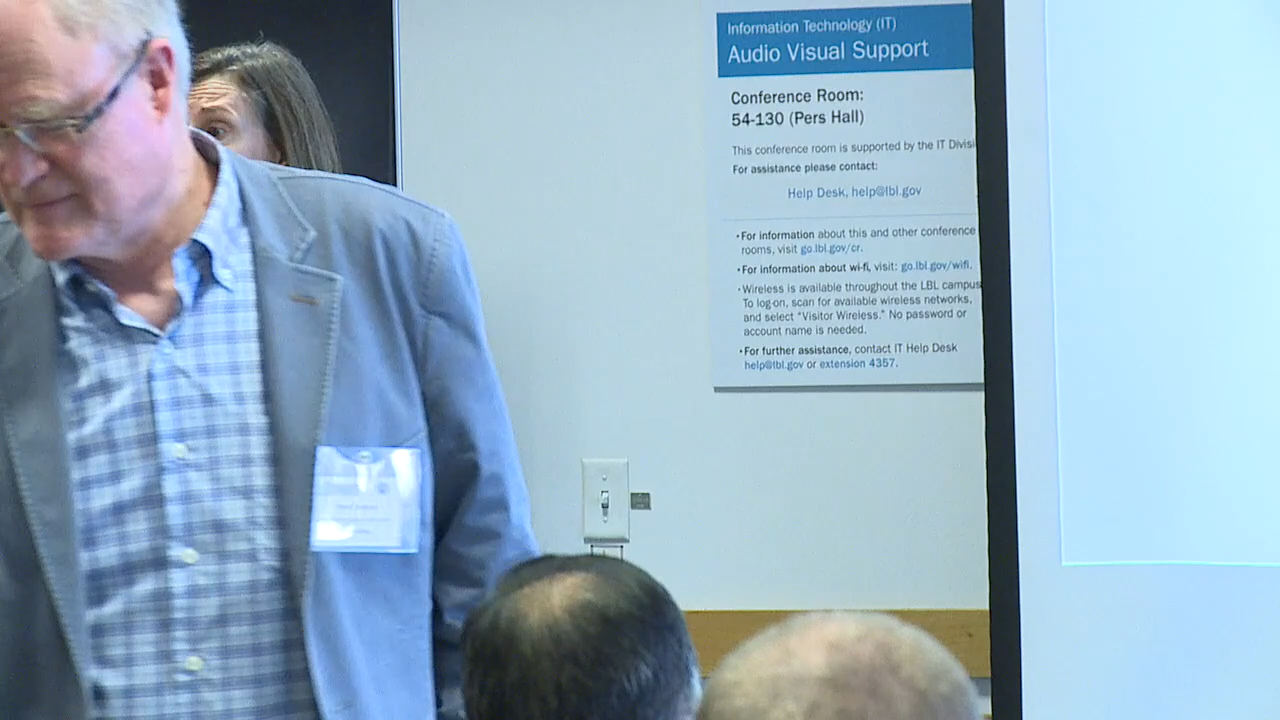 Information Technology (IT)
Audio Visual Support
Conference Room:
54-130 (Pers Hall)
This conference room is supported by the IT Divisi
For assistance please contact:
Help Desk, help@lbl.gov
•For information about this and other conference
rooms, visit go.lbl.gov/cr.
•For information about wi-fi, visit: go.lbl.gov/wifi.
•Wireless is available throughout the LBL campus
To log on, scan for available wireless networks,
and select "Visitor Wireless." No password or
account name is needed.
•For further assistance, contact IT Help Desk
help@lbl.gov or extension 4357.